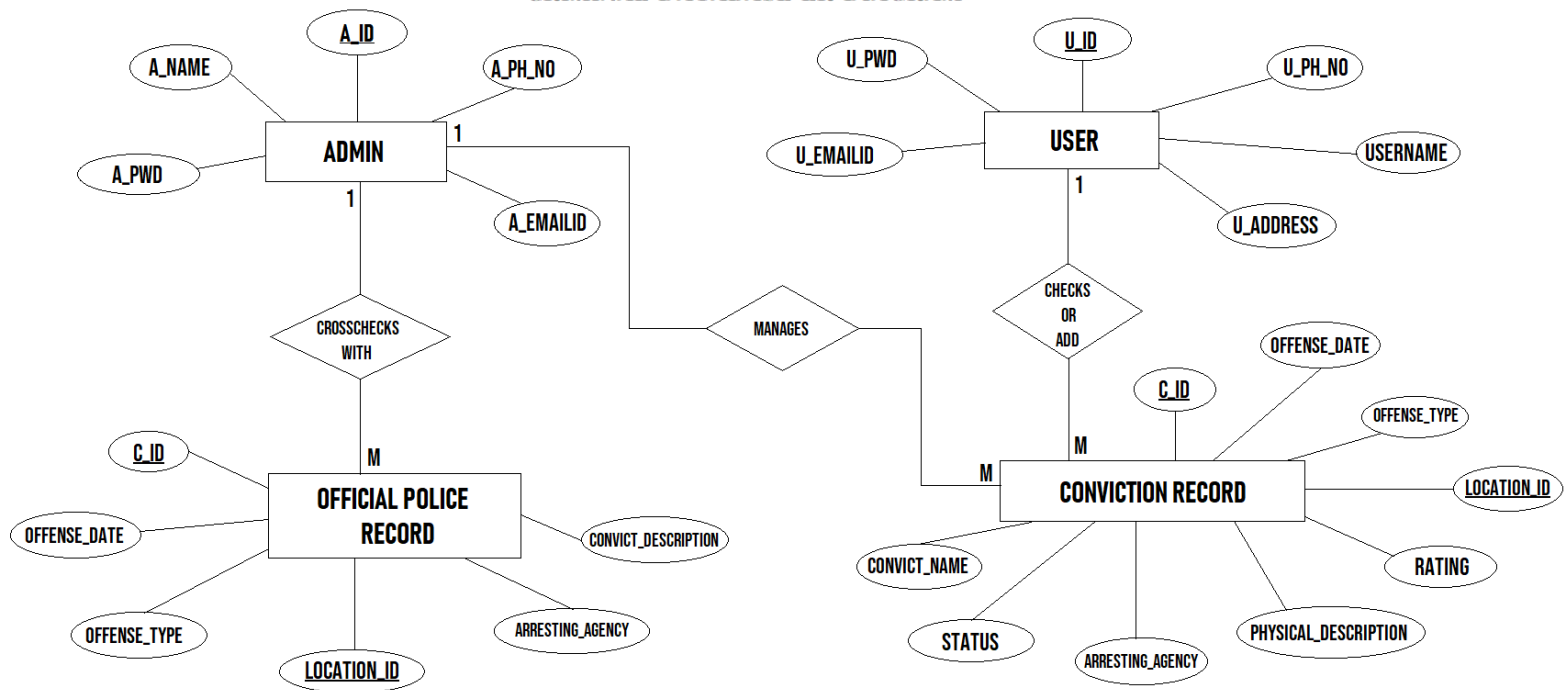 A_ID
A_NAME
A_PH_NO
ADMIN
1
A_PWD
1
A_EMAILID
U_ID
U_PWD
U_PH_NO
USER
U_EMAILID
USERNAME
1
U_ADDRESS
CROSSCHECKS
WITH
MANAGES
CHECKS
OR
ADD
OFFENSE_DATE
C_ID
OFFENSE_TYPE
M
M
M
C_ID
OFFICIAL POLICE
RECORD
CONVICTION RECORD
LOCATION_ID
OFFENSE_DATE
CONVICT_DESCRIPTION
CONVICT_NAME
RATING
OFFENSE_TYPE
ARRESTING_AGENCY
LOCATION_ID
STATUS
ARRESTING_AGENCY
PHYSICAL_DESCRIPTION